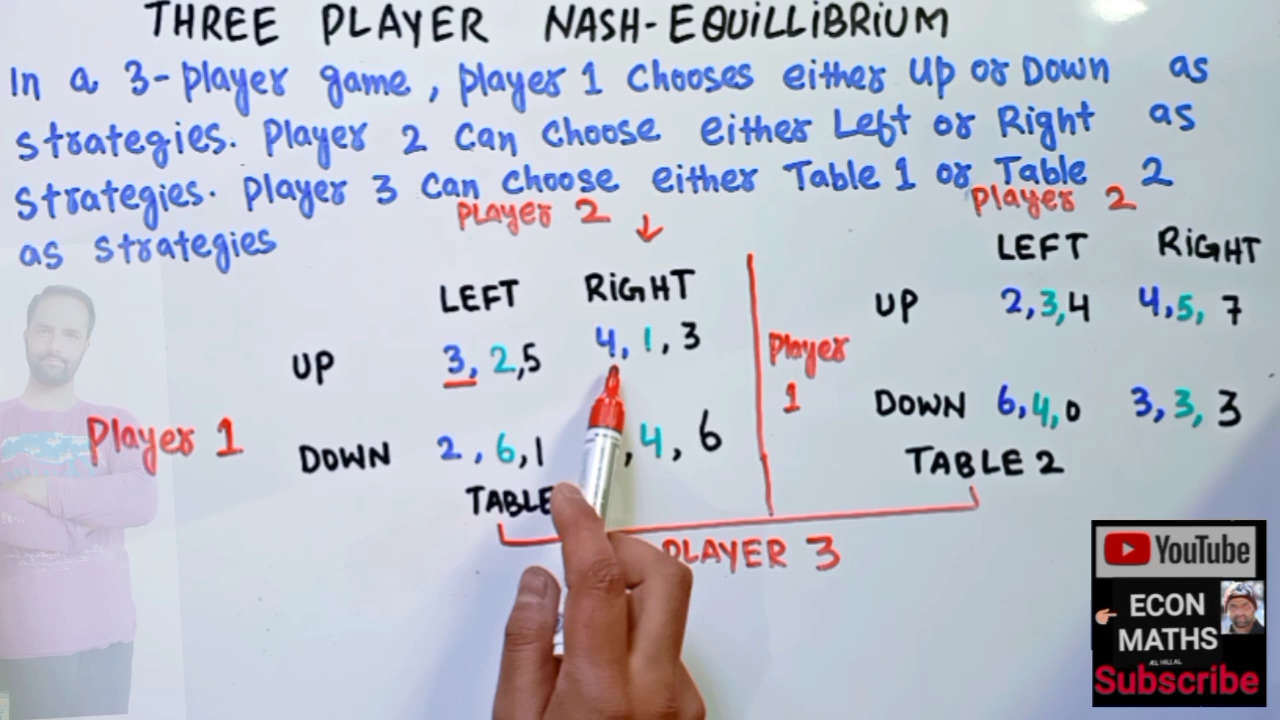 THREE PLAYER NASH-EQUILLIBRIUM
In a 3-player game, player 1 Chooses either Up or Down as
strategies. Player 2 Can Choose either Left or Right as
strategies. Player 3 Can Choose either Table 1 or Table 2
as strategies
Player 2
LEFT RIGHT
UP 3, 2,5 4, 1, 3
Player 1
DOWN 2, 6,1 , 4, 6
TABLE
Player 2
LEFT RIGHT
UP 2,3,4 4,5, 7
Player
1
DOWN 6,4,0 3,3, 3
TABLE 2
PLAYER 3
YouTube
ECON
MATHS
AL HILLAL
Subscribe